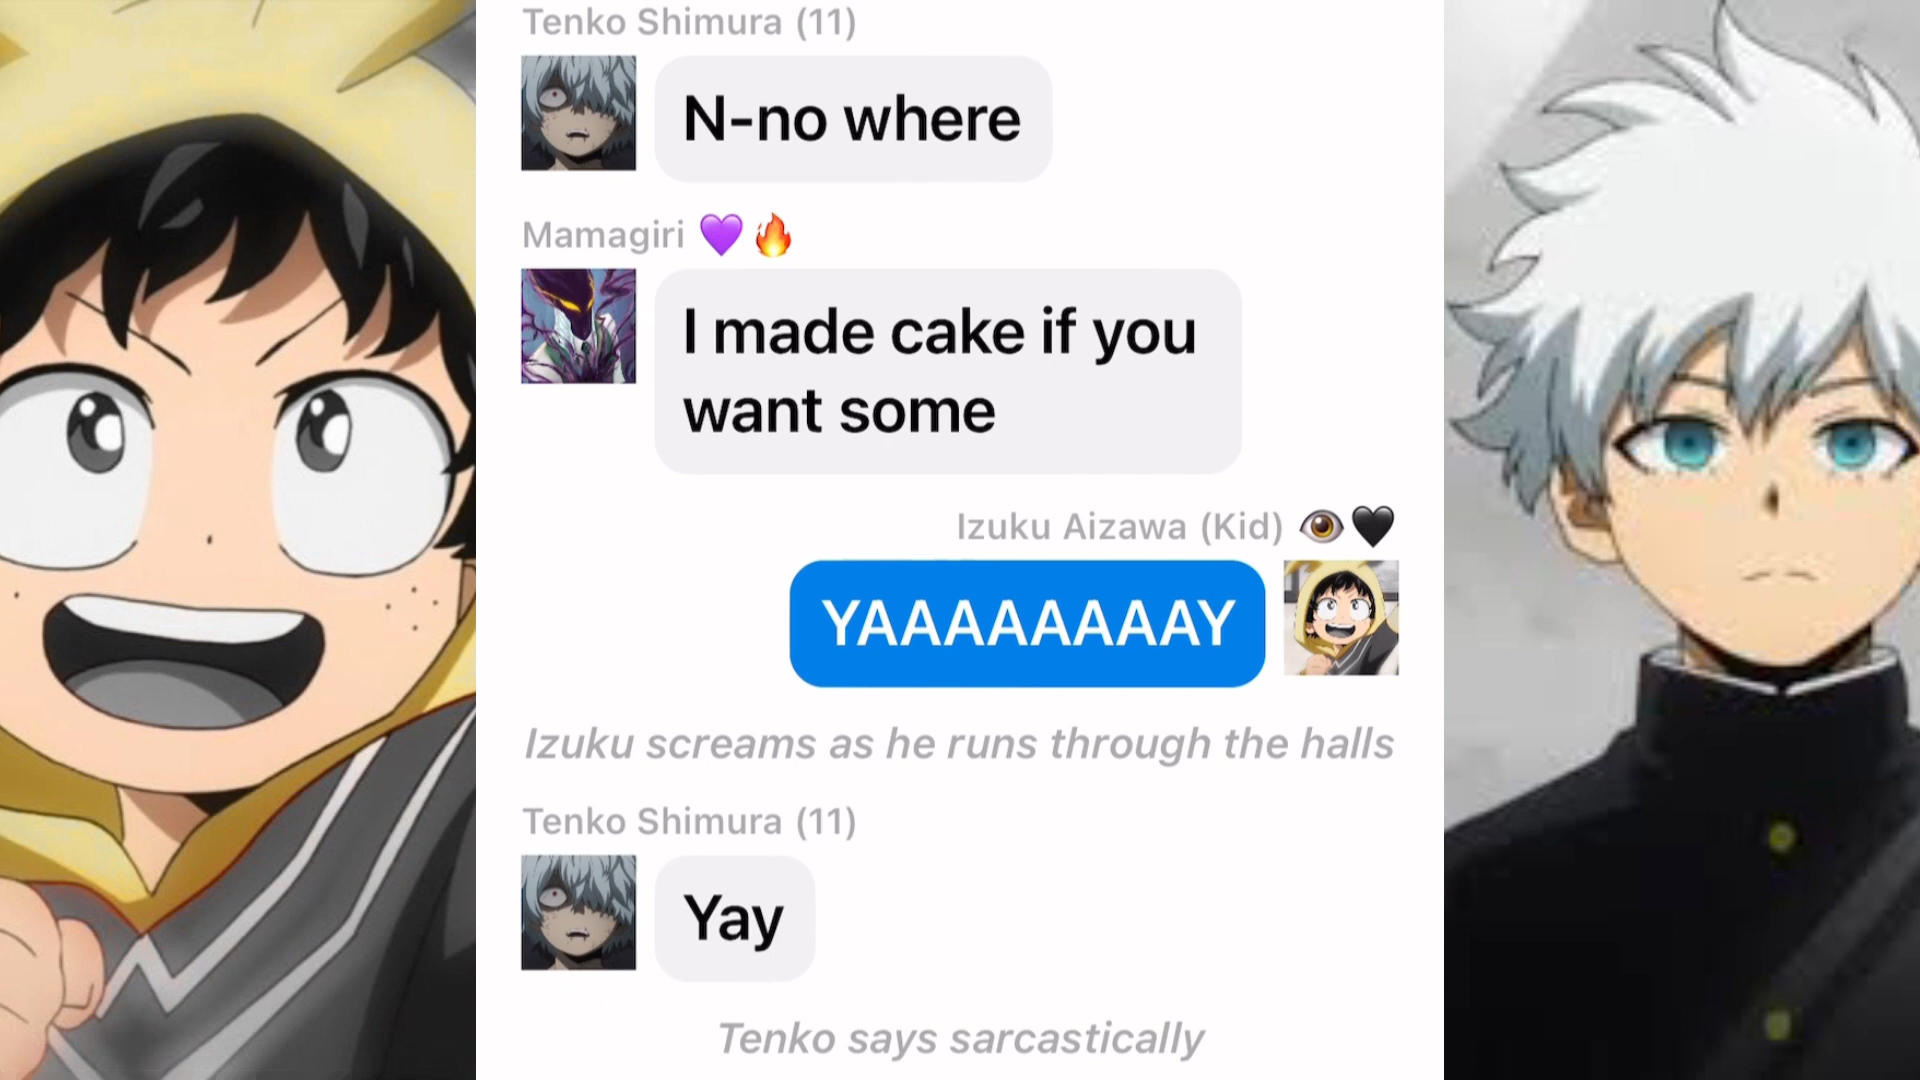 Tenko Shimura (11)
N-no where
Mamagiri 💜🔥
I made cake if you
want some
Izuku Aizawa (Kid) 👁️🖤
YAAAAAAAAY
Izuku screams as he runs through the halls
Tenko Shimura (11)
Yay
Tenko says sarcastically